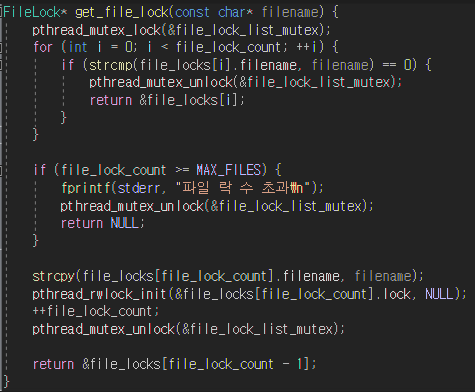 FileLock* get_file_lock(const char* filename) {
    pthread_mutex_lock(&file_lock_list_mutex);
    for (int i = 0; i < file_lock_count; ++i) {
        if (strcmp(file_locks[i].filename, filename) == 0) {
            pthread_mutex_unlock(&file_lock_list_mutex);
            return &file_locks[i];
        }
    }

    if (file_lock_count >= MAX_FILES) {
        fprintf(stderr, "파일 락 수 초과₩n");
        pthread_mutex_unlock(&file_lock_list_mutex);
        return NULL;
    }

    strcpy(file_locks[file_lock_count].filename, filename);
    pthread_rwlock_init(&file_locks[file_lock_count].lock, NULL);
    ++file_lock_count;
    pthread_mutex_unlock(&file_lock_list_mutex);

    return &file_locks[file_lock_count - 1];
}